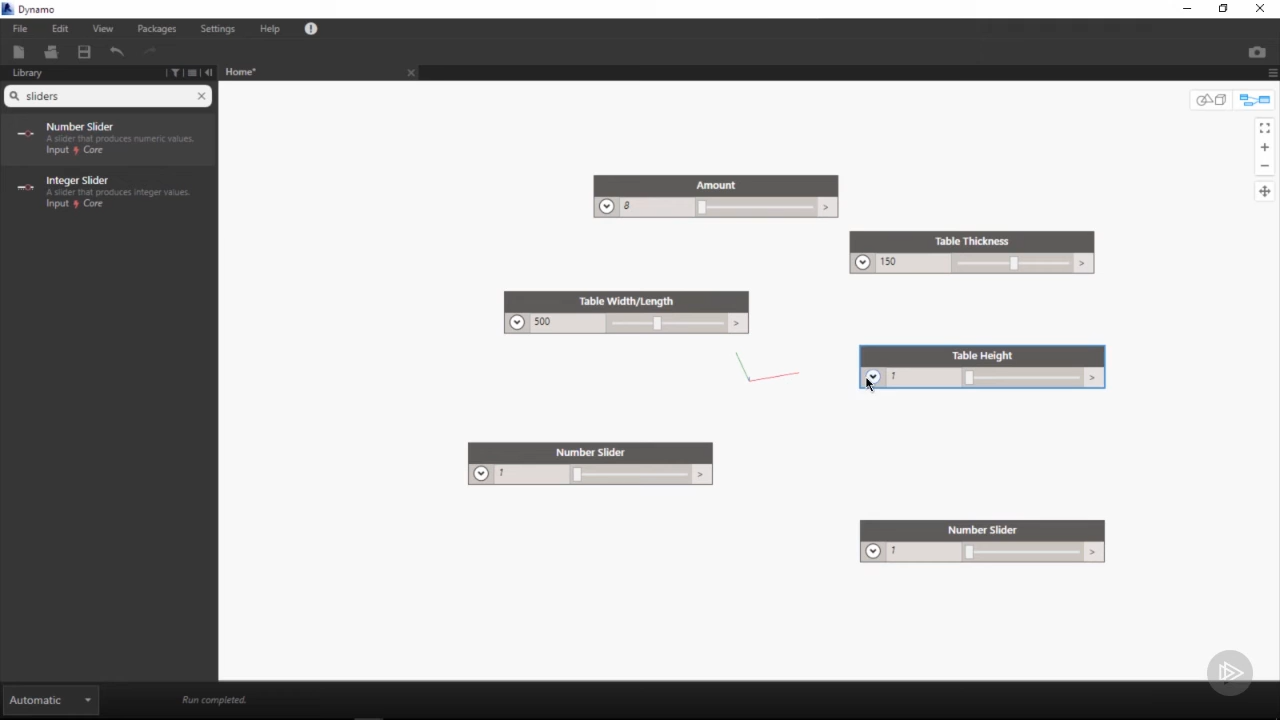 Dynamo
File Edit View Packages Settings Help
Library
Home*
sliders
Number Slider
A slider that produces numeric values.
Input Core
Integer Slider
A slider that produces integer values.
Input Core
Amount
8
Table Thickness
150
Table Width/Length
500
Table Height
1
Number Slider
1
Number Slider
1
Automatic
Run completed.